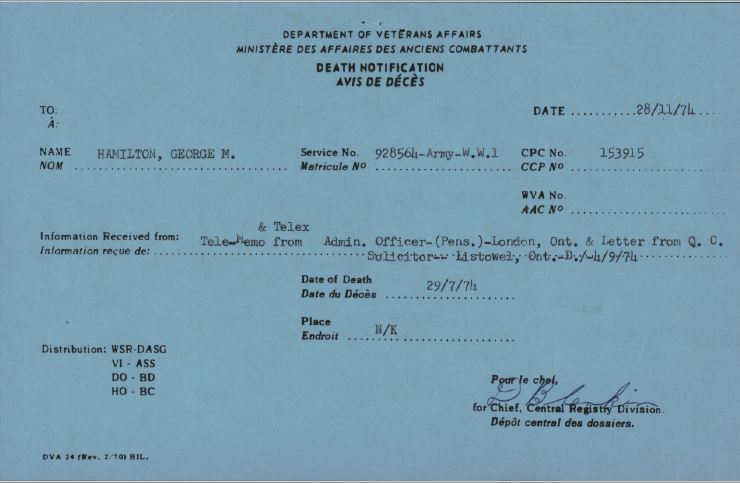 DEPARTMENT OF VETERANS AFFAIRS
MINISTÈRE DES AFFAIRES DES ANCIENS COMBATTANTS
DEATH NOTIFICATION
AVIS DE DÉCÈS
TO:
À:
DATE ........... 28/11/74
NAME HAMILTON, GEORGE M. Service No. 928564-Army-W.W.1 CPC No. 153915
NOM Matricule Nº CCP Nº
WVA No.
AAC Nº
& Telex
Information Received from: Tele-Memo from Admin. Officer-(Pens.)-London, Ont. & Letter from Q. C.
Information reçue de: Solicitor-- Listowel, Ont.-D./-4/9/74
Date of Death 29/7/74
Date du Décès
Place N/K
Endroit
Distribution: WSR-DASG
VI - ASS
DO - BD
HO - BC
Pour le chef,
for Chief, Central Registry Division.
Dépôt central des dossiers.
DVA 24 (Rev. 2/70) BIL.